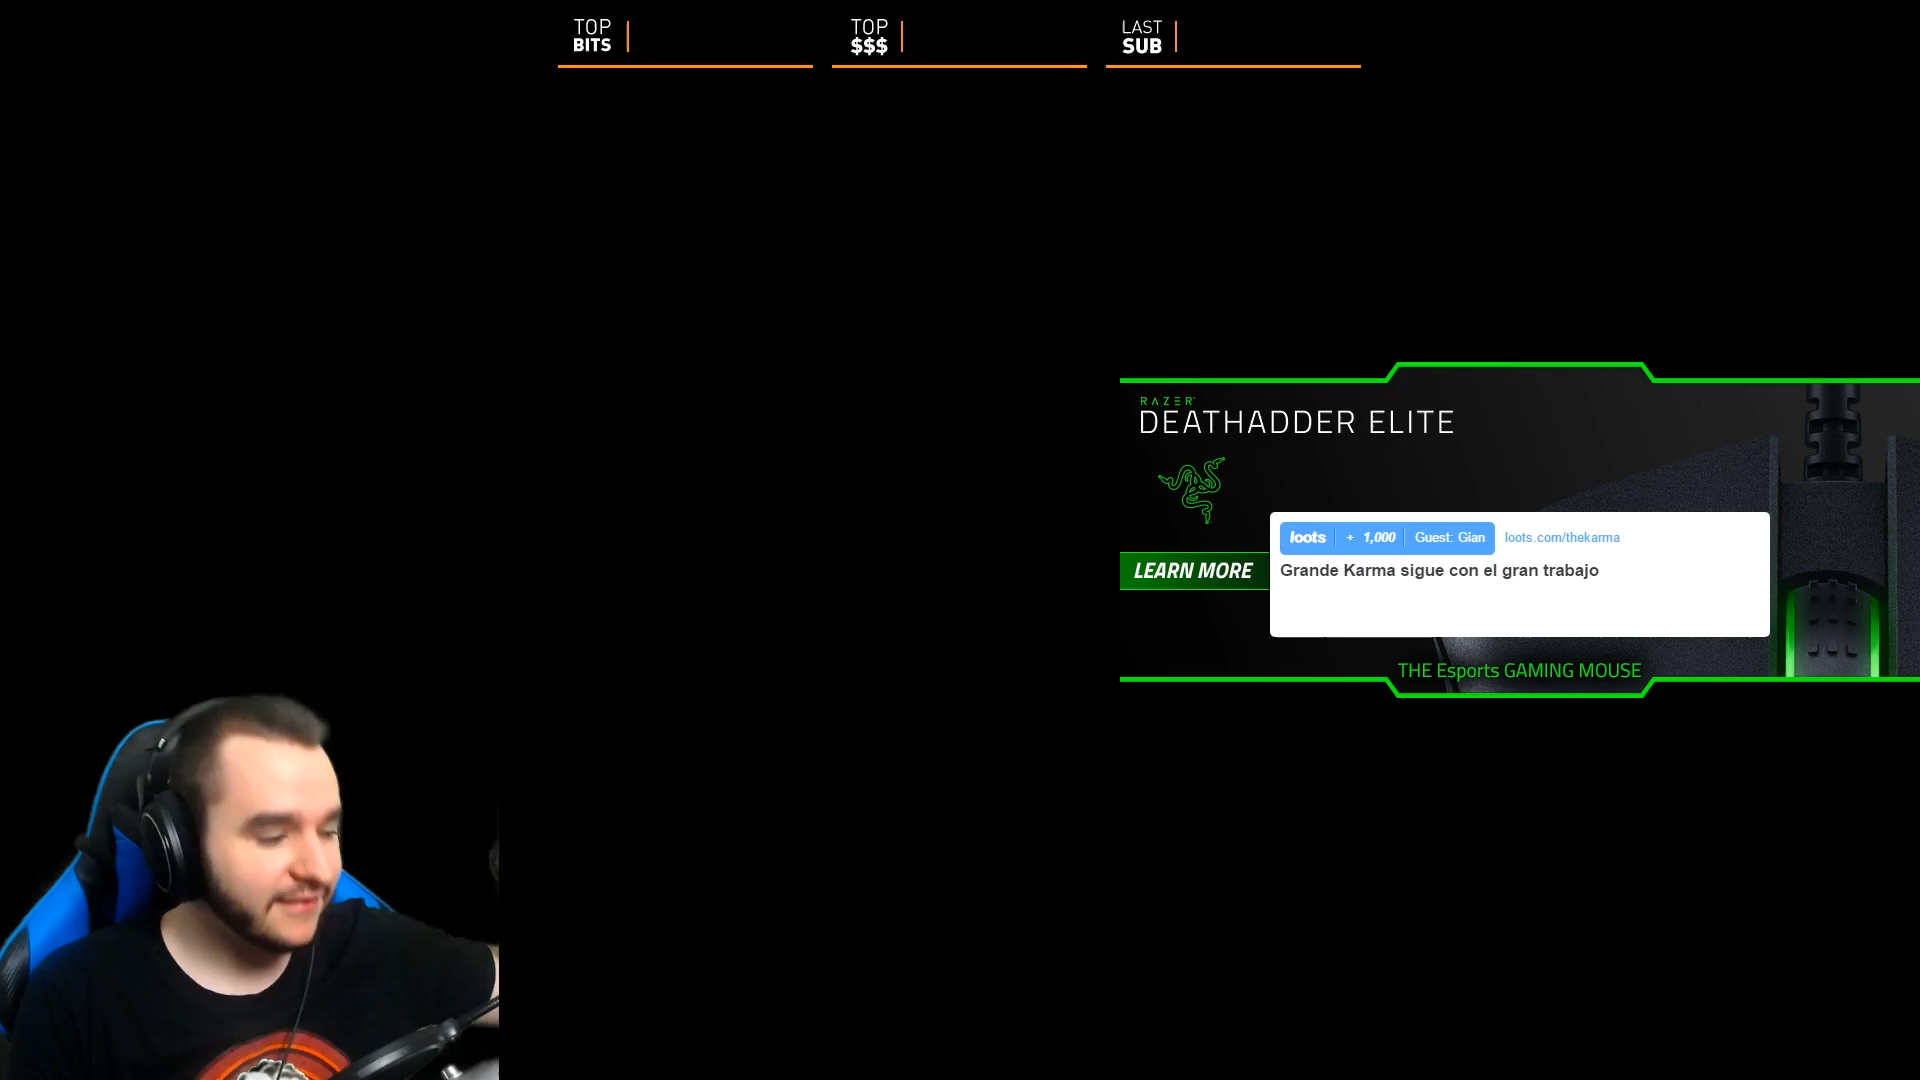 TOP
BITS
TOP
$$$
LAST
SUB
RAZER
DEATHADDER ELITE
LEARN MORE
loots + 1,000 Guest: Gian loots.com/thekarma
Grande Karma sigue con el gran trabajo
THE Esports GAMING MOUSE